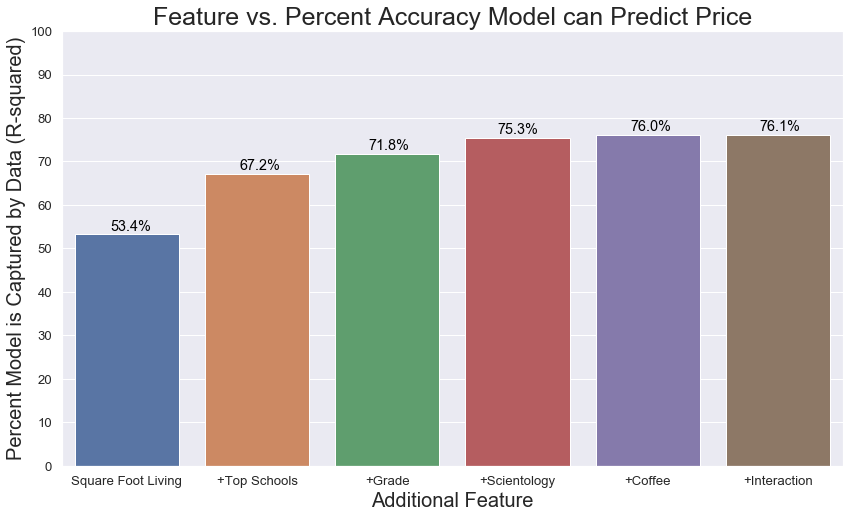 Feature vs. Percent Accuracy Model can Predict Price
Percent Model is Captured by Data (R-squared)
100
90
80
70
60
50
40
30
20
10
0
53.4%
67.2%
71.8%
75.3%
76.0%
76.1%
Square Foot Living
+Top Schools
+Grade
+Scientology
+Coffee
+Interaction
Additional Feature